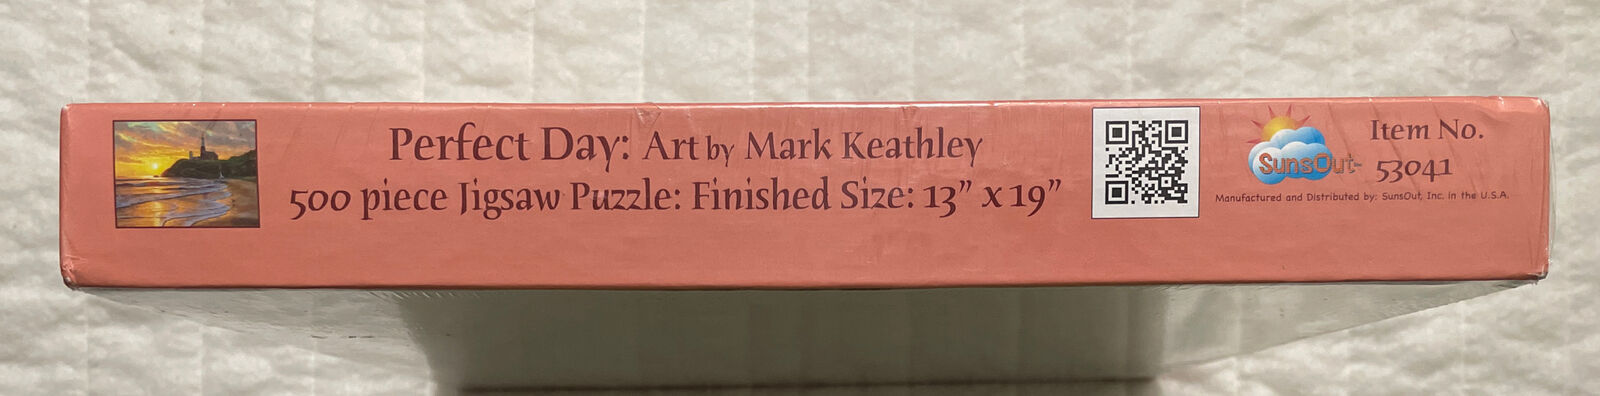 Perfect Day: Art by Mark Keathley
500 piece Jigsaw Puzzle: Finished Size: 13” x 19”
SunsOut™
Item No.
53041
Manufactured and Distributed by: SunsOut, Inc. in the U.S.A.